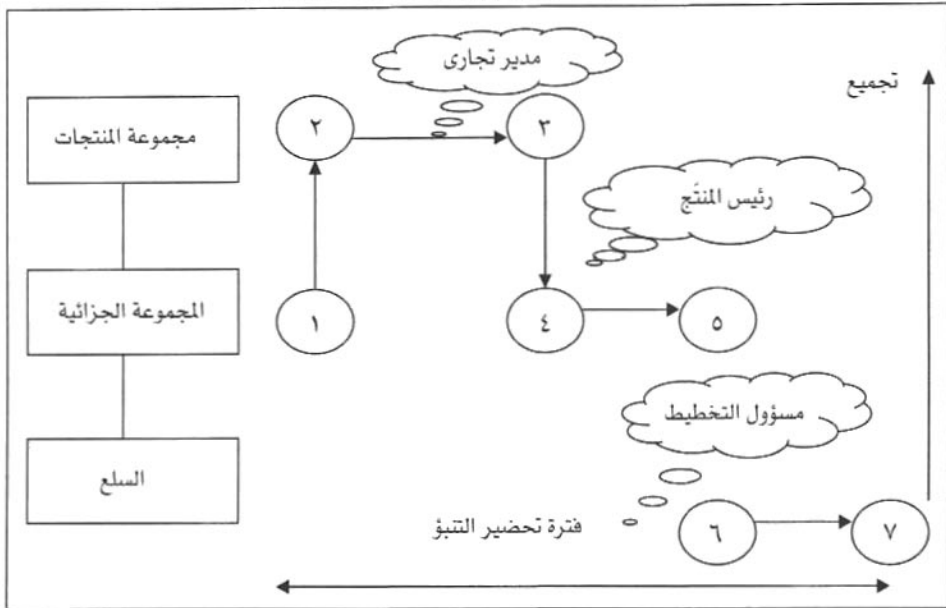 مدير تجارى
تجميع
مجموعة المنتجات
٢
٣
رئيس المنتَج
المجموعة الجزائية
١
٤
٥
مسؤول التخطيط
السلع
فترة تحضير التنبؤ
٦
٧